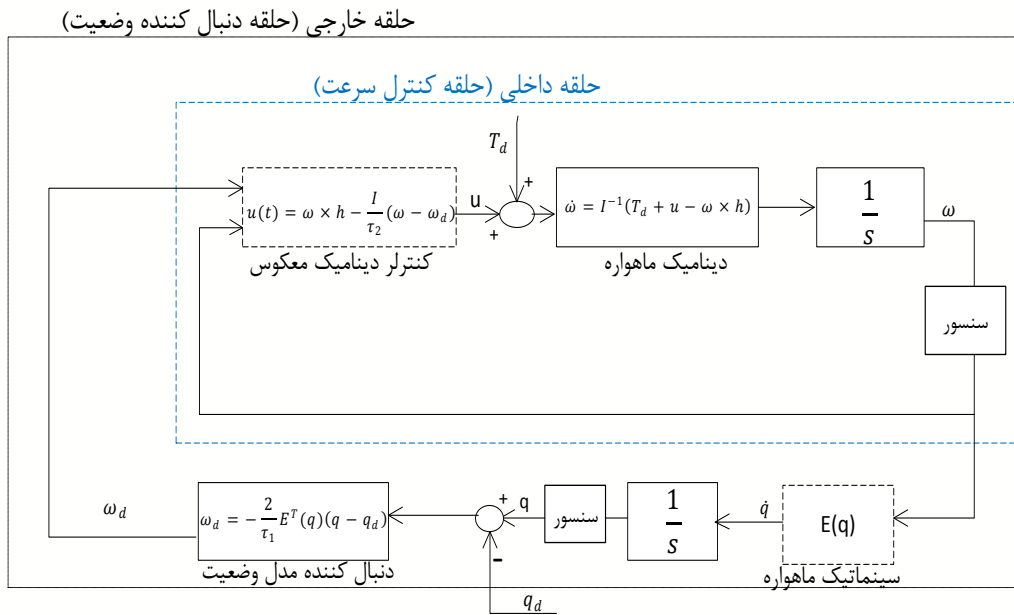 حلقه خارجی (حلقه دنبال کننده وضعیت)
حلقه داخلی (حلقه کنترل سرعت)
T_d
+
u(t) = ω × h − I/τ_2 (ω − ω_d)
u
+
ω̇ = I^{-1}(T_d + u − ω × h)
1/s
ω
کنترلر دینامیک معکوس
دینامیک ماهواره
سنسور
ω_d
ω_d = − 2/τ_1 E^T(q)(q − q_d)
+
q
سنسور
1/s
q̇
E(q)
−
دنبال کننده مدل وضعیت
سینماتیک ماهواره
q_d